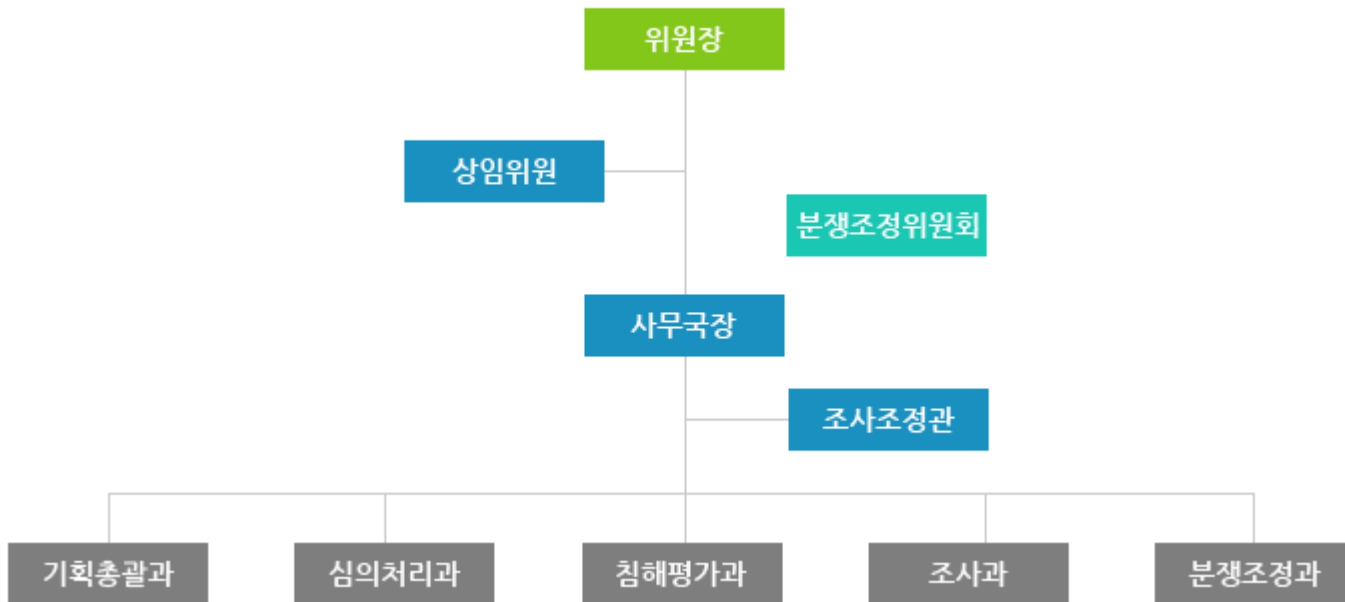 위원장
상임위원
분쟁조정위원회
사무국장
조사조정관
기획총괄과
심의처리과
침해평가과
조사과
분쟁조정과